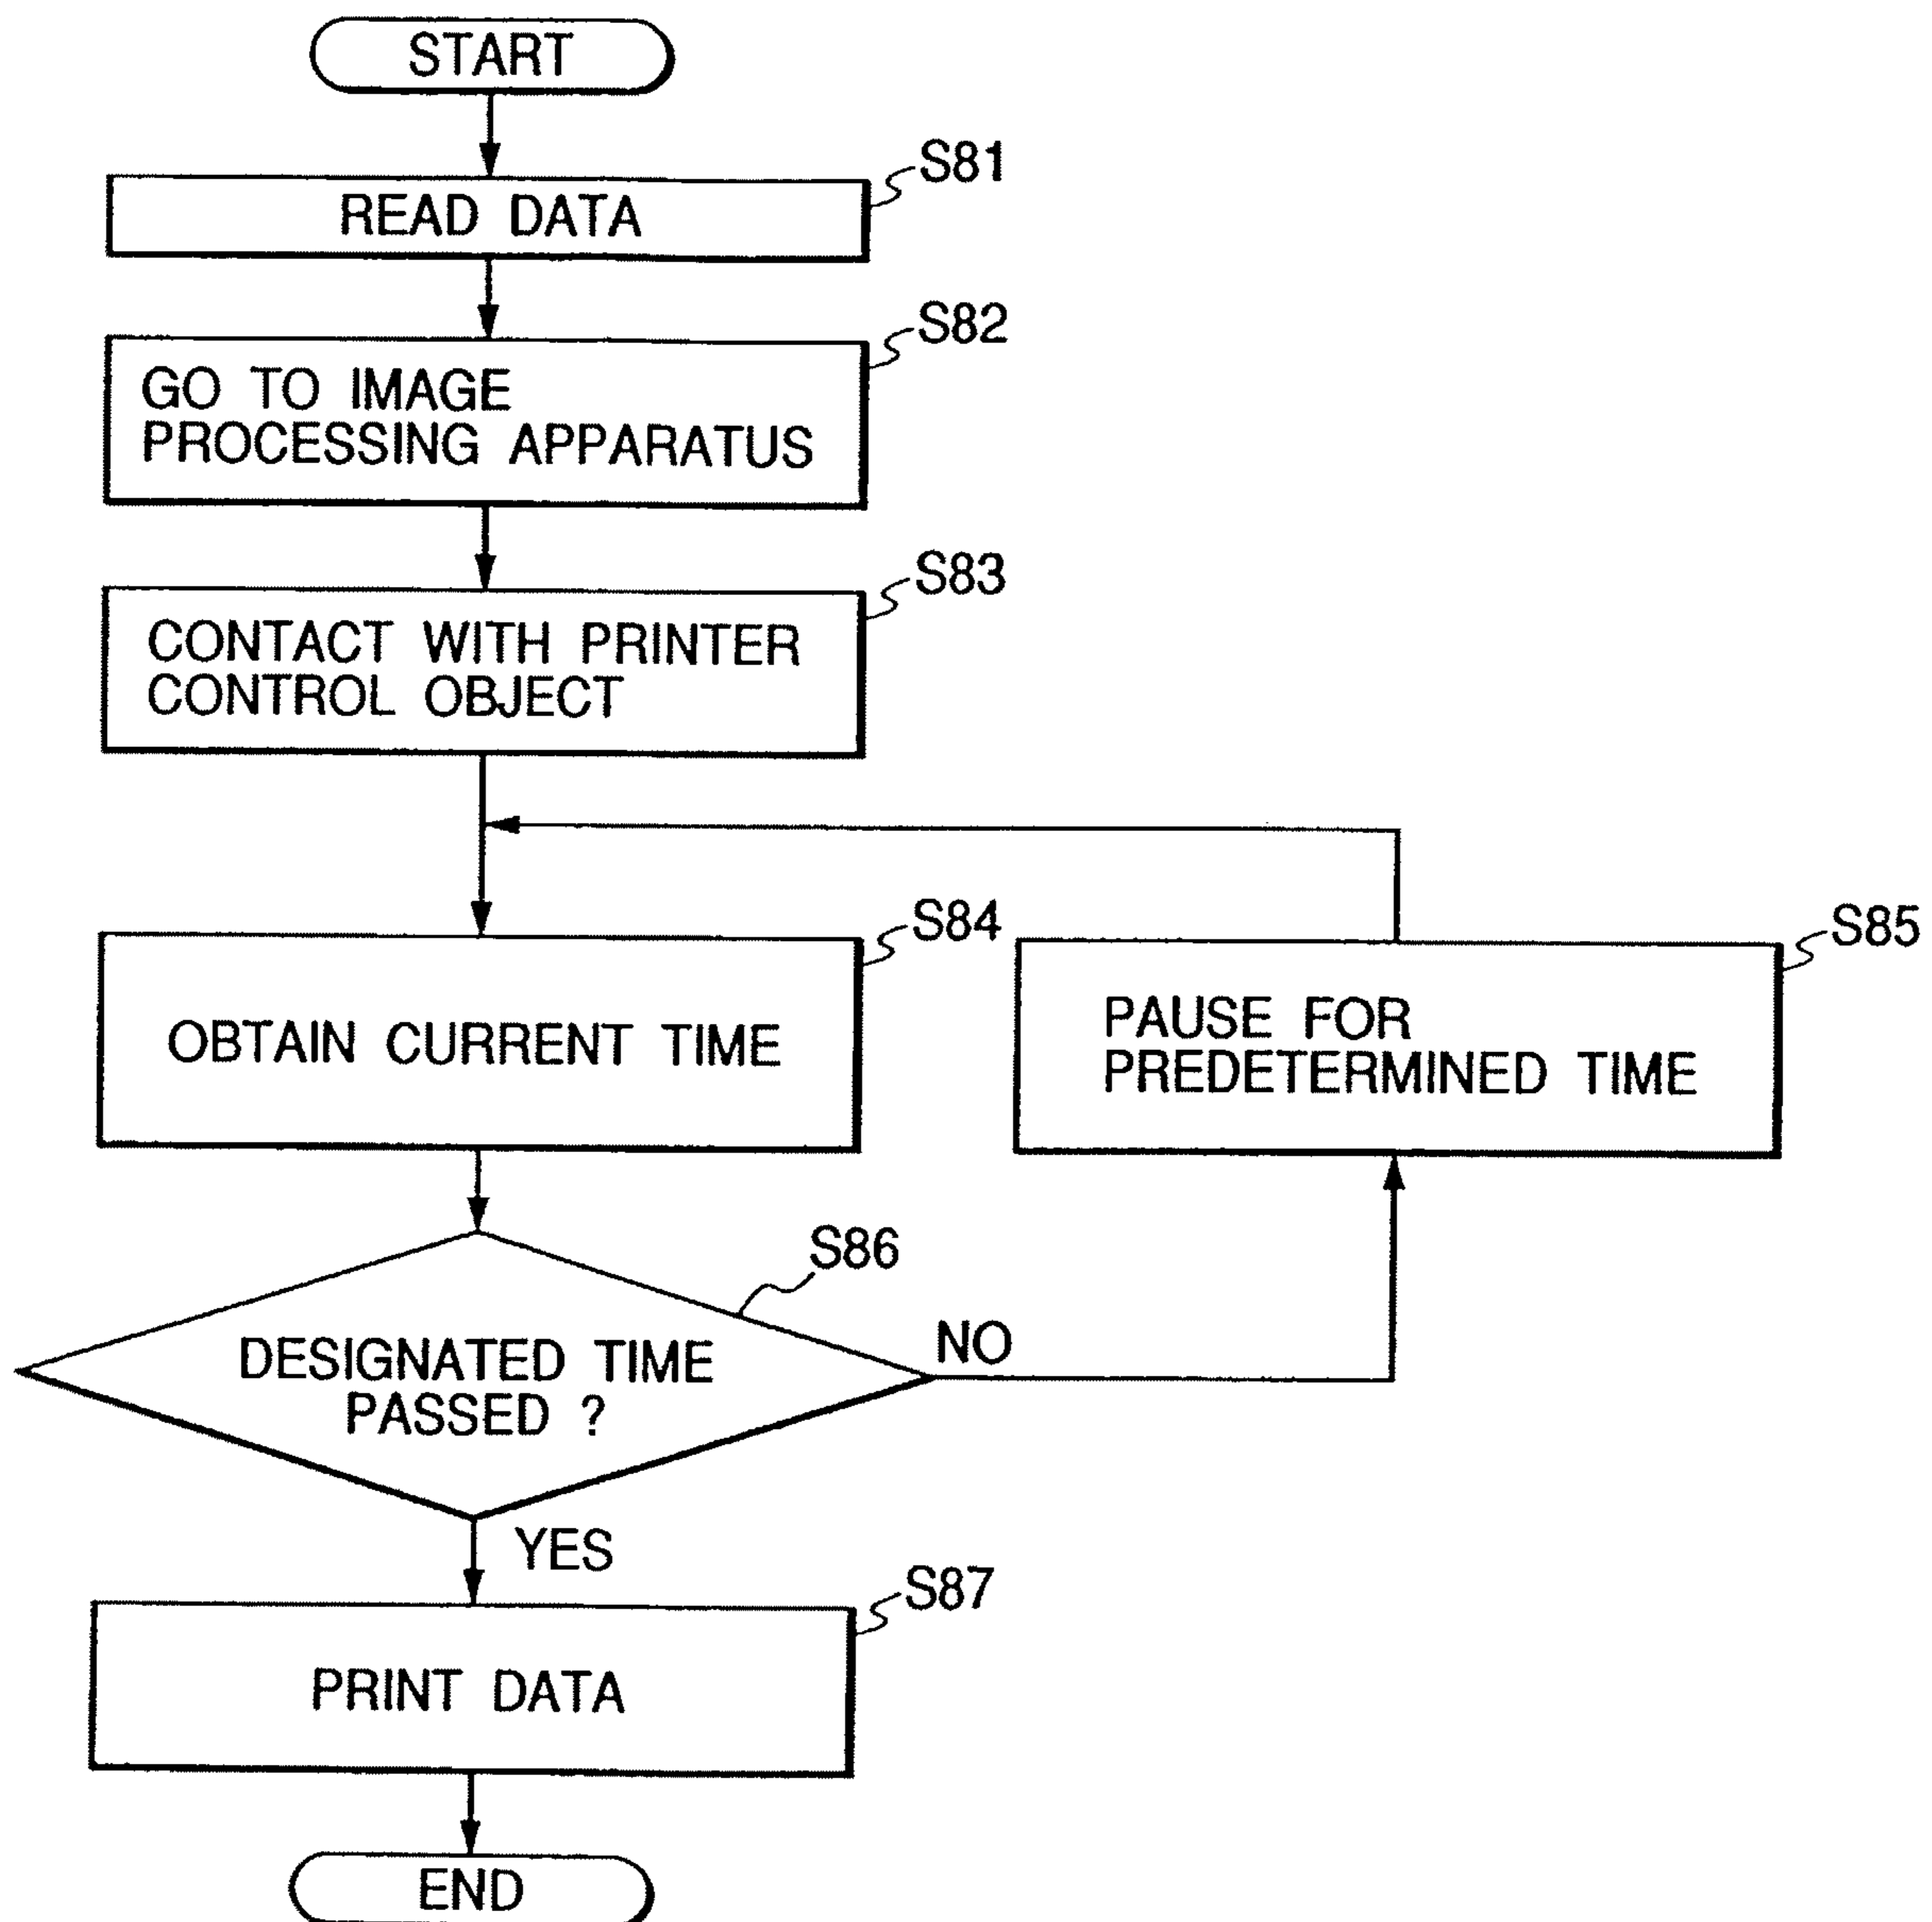 START
S81
READ DATA
S82
GO TO IMAGE
PROCESSING APPARATUS
S83
CONTACT WITH PRINTER
CONTROL OBJECT
S84
OBTAIN CURRENT TIME
S85
PAUSE FOR
PREDETERMINED TIME
S86
DESIGNATED TIME
PASSED ?
NO
YES
S87
PRINT DATA
END